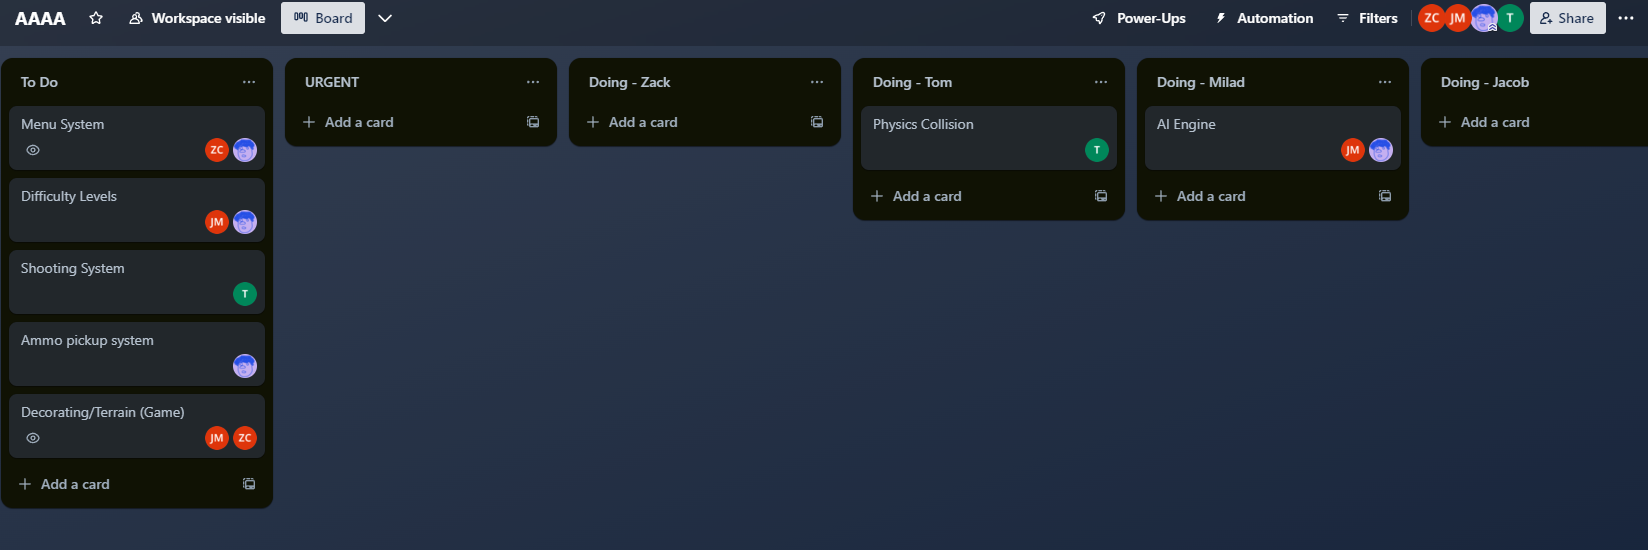 AAAA
Workspace visible
Board
Power-Ups
Automation
Filters
ZC
JM
T
Share
To Do
Menu System
ZC
Difficulty Levels
JM
Shooting System
T
Ammo pickup system
Decorating/Terrain (Game)
JM ZC
Add a card
URGENT
Add a card
Doing - Zack
Add a card
Doing - Tom
Physics Collision
T
Add a card
Doing - Milad
AI Engine
JM
Add a card
Doing - Jacob
Add a card